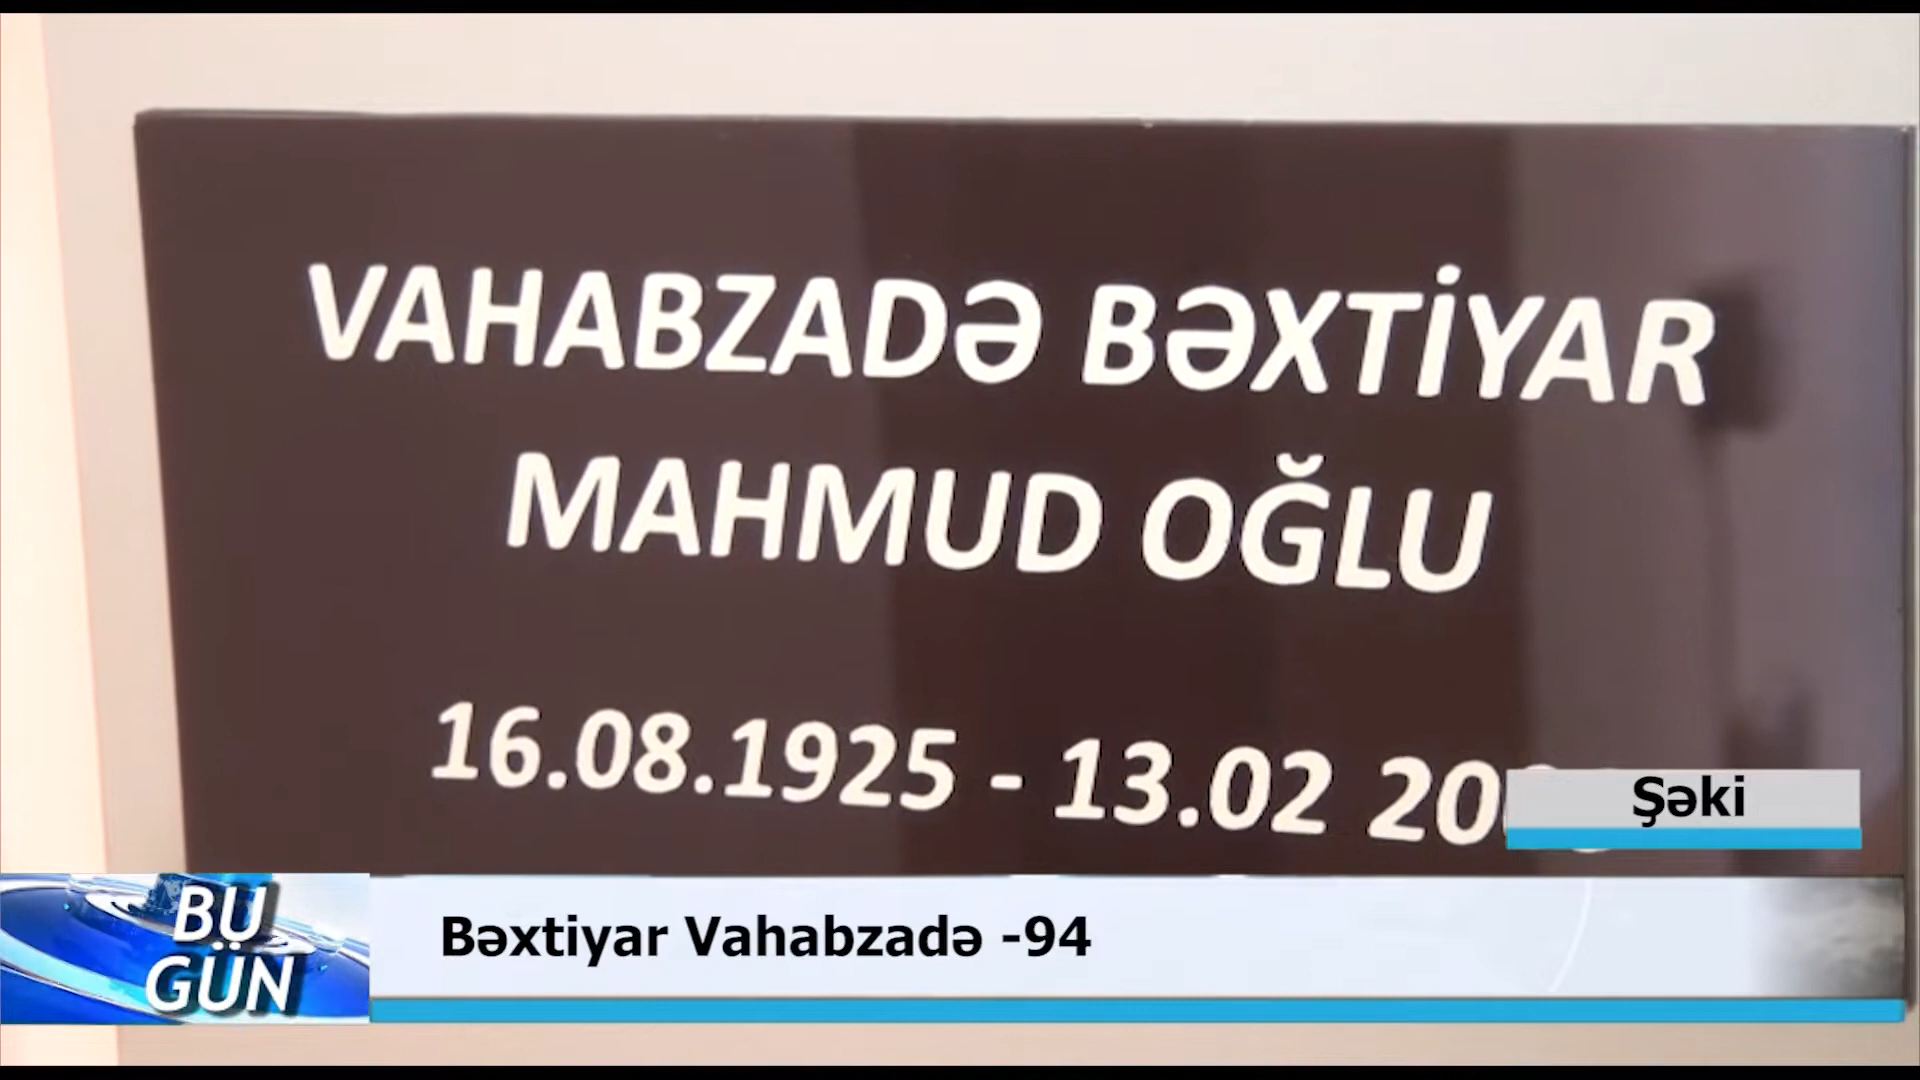 VAHABZADƏ BƏXTİYAR
MAHMUD OĞLU
16.08.1925 - 13.02
Şəki
BU
GÜN
Bəxtiyar Vahabzadə -94